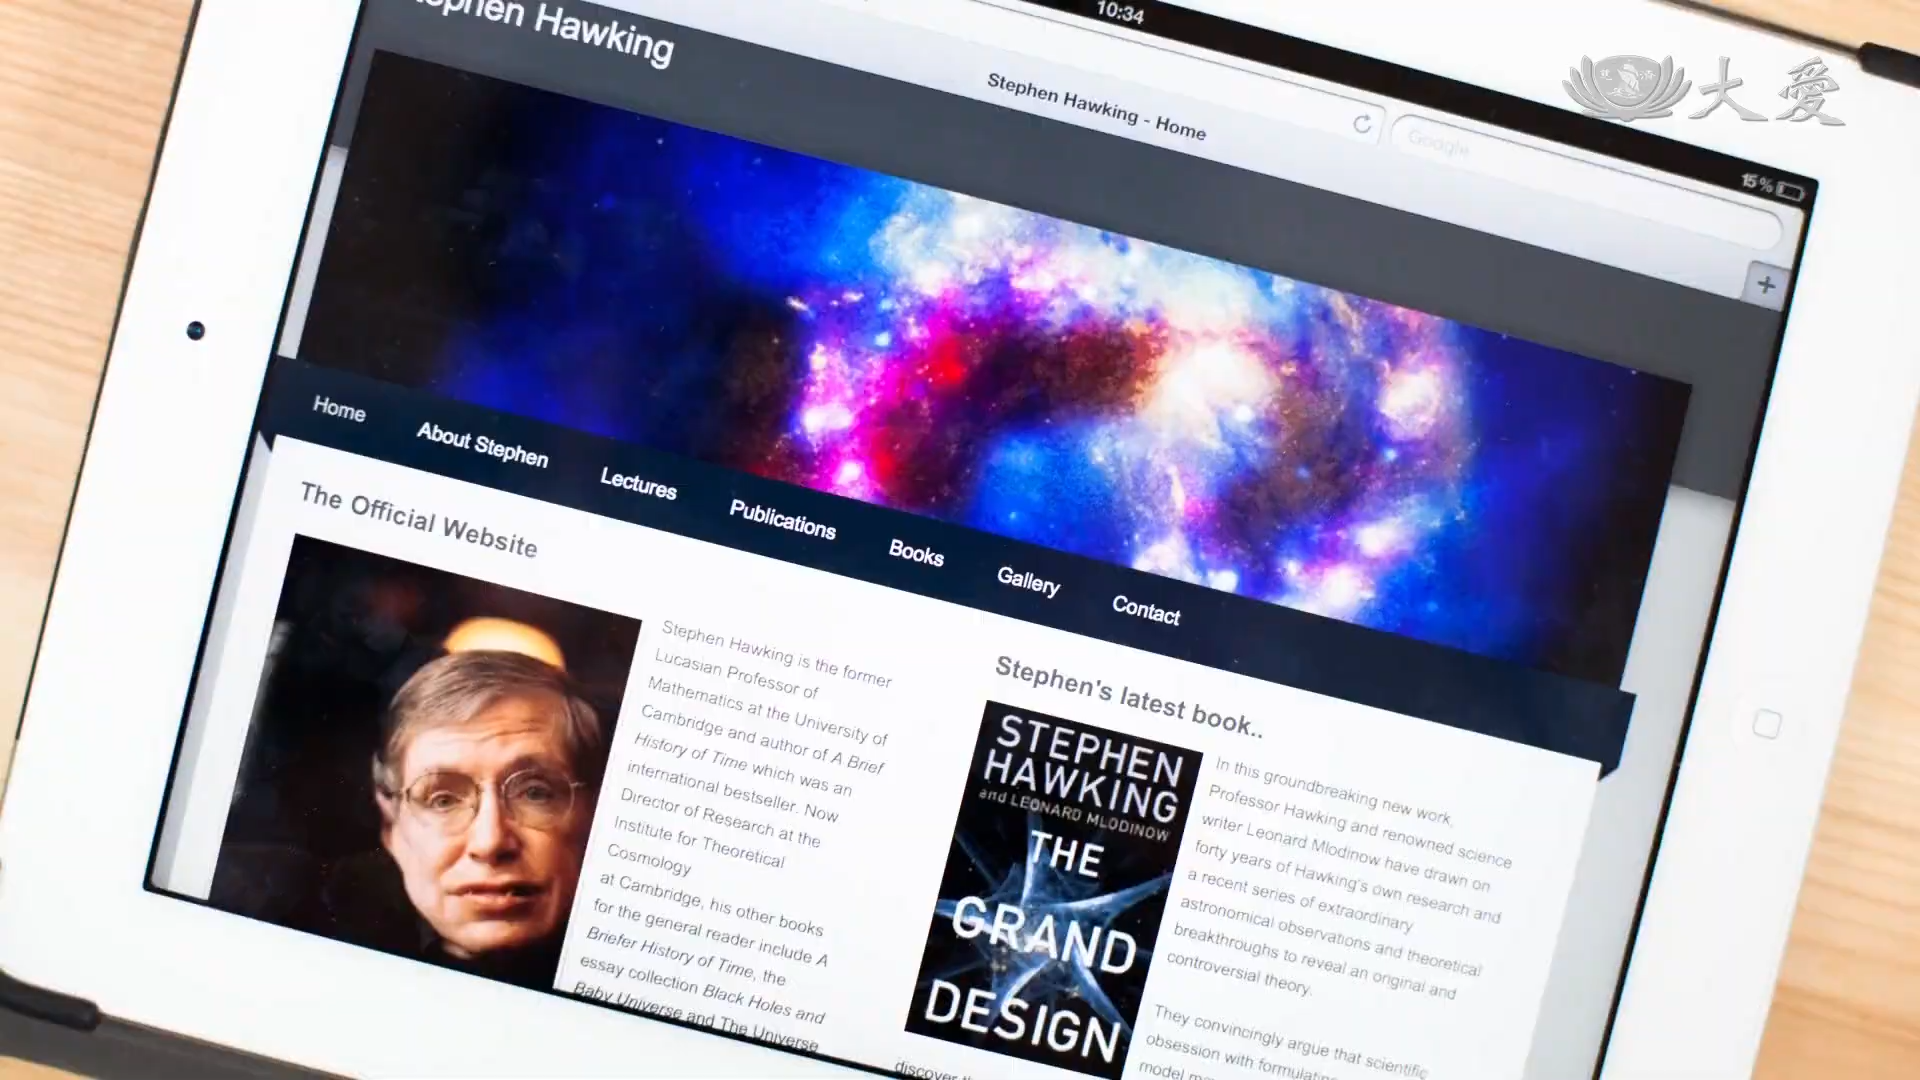 10:34
Stephen Hawking
Stephen Hawking - Home
Google
15%
大愛
Home
About Stephen
Lectures
Publications
Books
Gallery
Contact
The Official Website
Stephen Hawking is the former
Lucasian Professor of
Mathematics at the University of
Cambridge and author of A Brief
History of Time which was an
international bestseller. Now
Director of Research at the
Institute for Theoretical
Cosmology
at Cambridge, his other books
for the general reader include A
Briefer History of Time, the
essay collection Black Holes and
Baby Universe and The Universe
Stephen's latest book..
STEPHEN
HAWKING
and LEONARD MLODINOW
THE
GRAND
DESIGN
In this groundbreaking new work,
Professor Hawking and renowned science
writer Leonard Mlodinow have drawn on
forty years of Hawking's own research and
a recent series of extraordinary
astronomical observations and theoretical
breakthroughs to reveal an original and
controversial theory.
They convincingly argue that scientific
obsession with formulating
model
discover